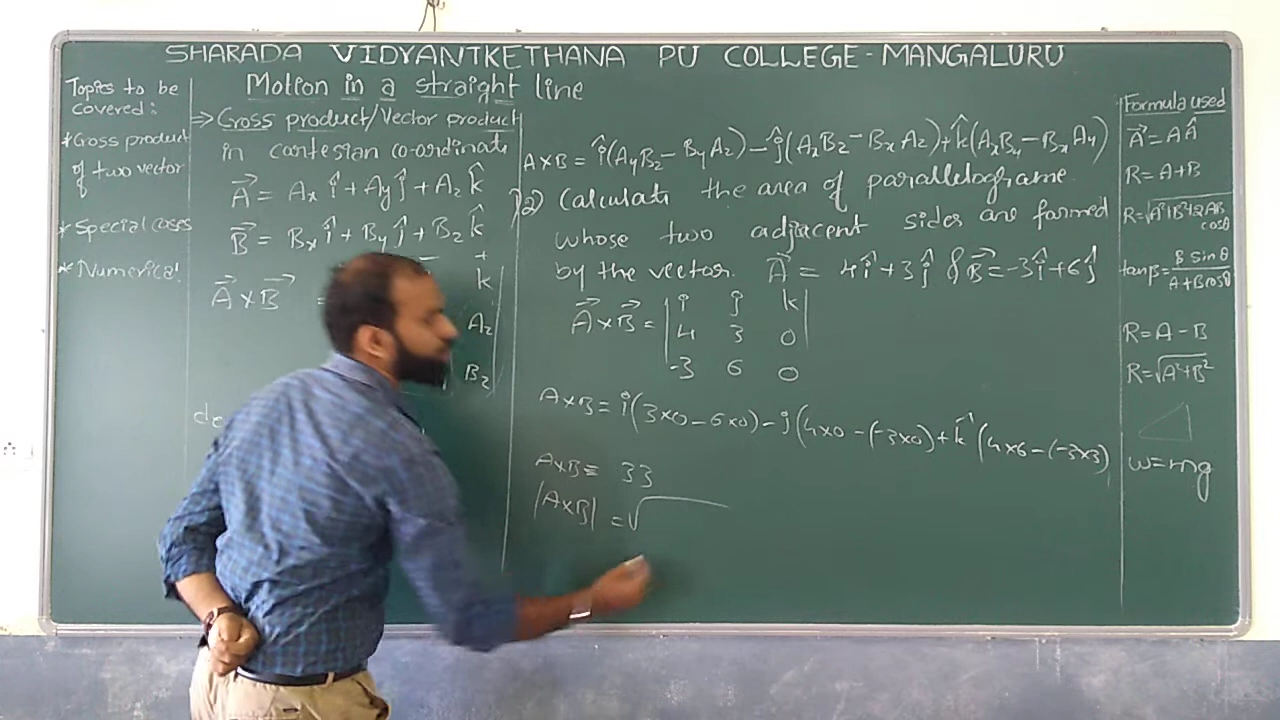 SHARADA VIDYANIKETHANA PU COLLEGE - MANGALURU
Motion in a straight line
Topics to be
covered:
*Cross product
of two vector
* Special cases
* Numerical
=> Cross product/Vector product
in cartesian co-ordinate
A⃗ = Ax î + Ay ĵ + Az k̂
B⃗ = Bx î + By ĵ + Bz k̂
A⃗ × B⃗ =
k
Az
Bz
A×B = î(AyBz - ByAz) - ĵ(AxBz - BxAz) + k̂(AxBy - BxAy)
2) Calculate the area of parallelograme
whose two adjacent sides are formed
by the vector. A⃗ = 4î + 3ĵ & B⃗ = -3î + 6ĵ
A⃗ × B⃗ = | i j k |
4 3 0
-3 6 0
A×B = i(3×0 - 6×0) - j(4×0 - (-3×0) + k̂(4×6 - (-3×3)
A×B = 33
|A×B| = √
Formula used
A⃗ = A Â
R = A+B
R = √A²+B²+2AB cosθ
tanβ = B sinθ / A + B cosθ
R = A - B
R = √A²+B²
w = mg